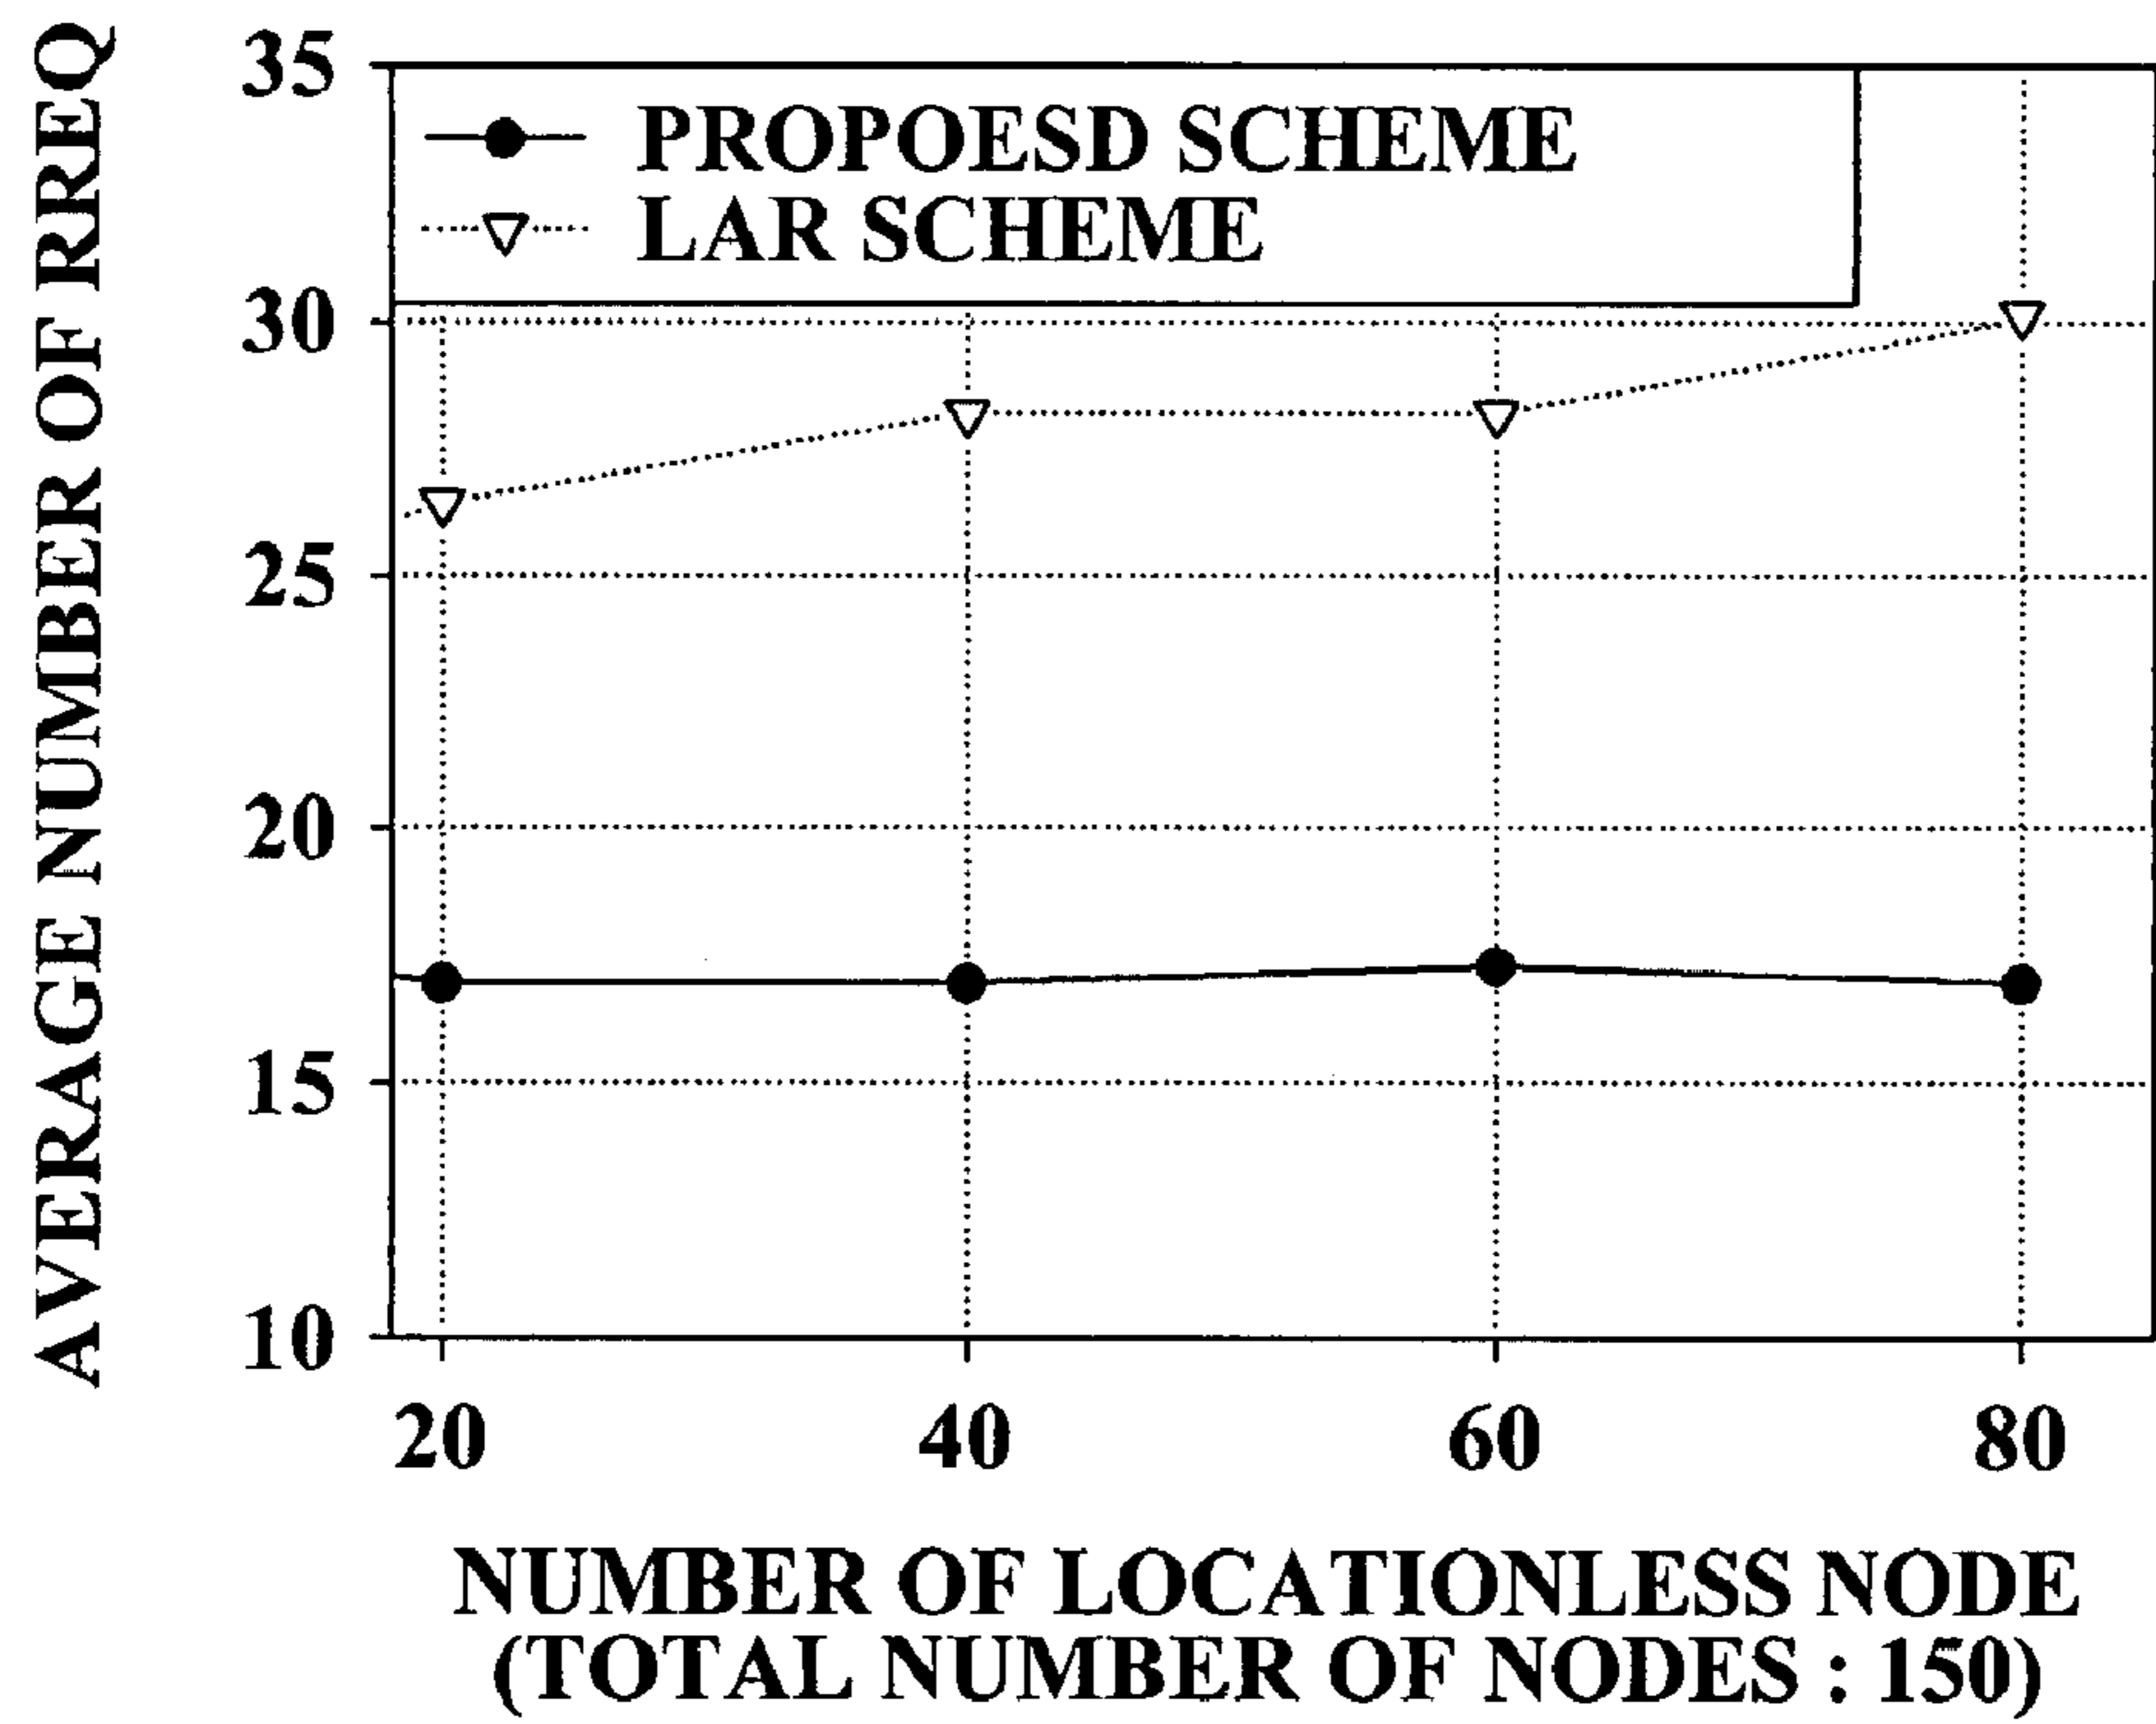 AVERAGE NUMBER OF RREQ
35
30
25
20
15
10
PROPOESD SCHEME
LAR SCHEME
20 40 60 80
NUMBER OF LOCATIONLESS NODE
(TOTAL NUMBER OF NODES : 150)